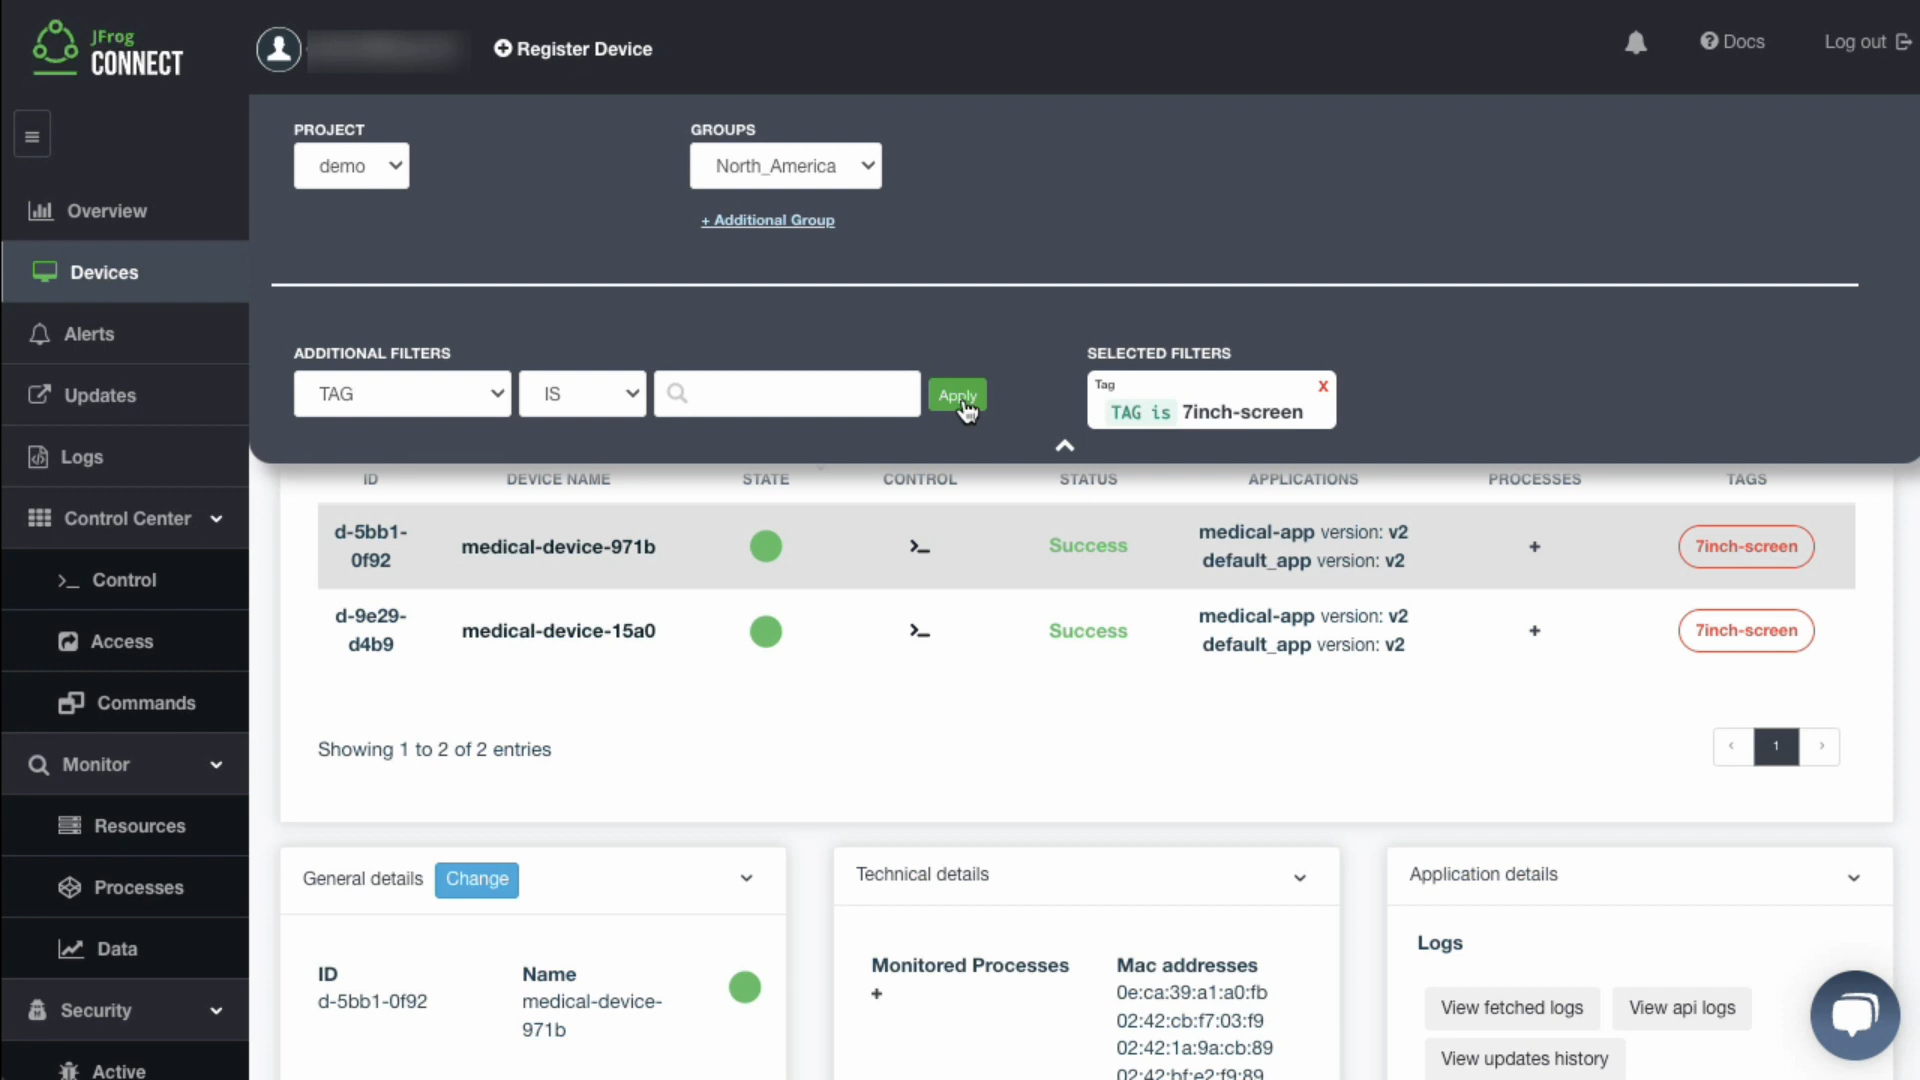 JFrog
CONNECT
Register Device
Docs
Log out
PROJECT
GROUPS
demo
North_America
+ Additional Group
Overview
Devices
Alerts
Updates
Logs
Control Center
Control
Access
Commands
Monitor
Resources
Processes
Data
Security
Active
ADDITIONAL FILTERS
SELECTED FILTERS
TAG
IS
Apply
Tag
X
TAG is 7inch-screen
ID DEVICE NAME STATE CONTROL STATUS APPLICATIONS PROCESSES TAGS
d-5bb1-
0f92
medical-device-971b
>_
Success
medical-app version: v2
default_app version: v2
+
7inch-screen
d-9e29-
d4b9
medical-device-15a0
>_
Success
medical-app version: v2
default_app version: v2
+
7inch-screen
Showing 1 to 2 of 2 entries
‹ 1 ›
General details Change
ID
d-5bb1-0f92
Name
medical-device-
971b
Technical details
Monitored Processes
+
Mac addresses
0e:ca:39:a1:a0:fb
02:42:cb:f7:03:f9
02:42:1a:9a:cb:89
02:42:bf:e2:f9:89
Application details
Logs
View fetched logs
View api logs
View updates history